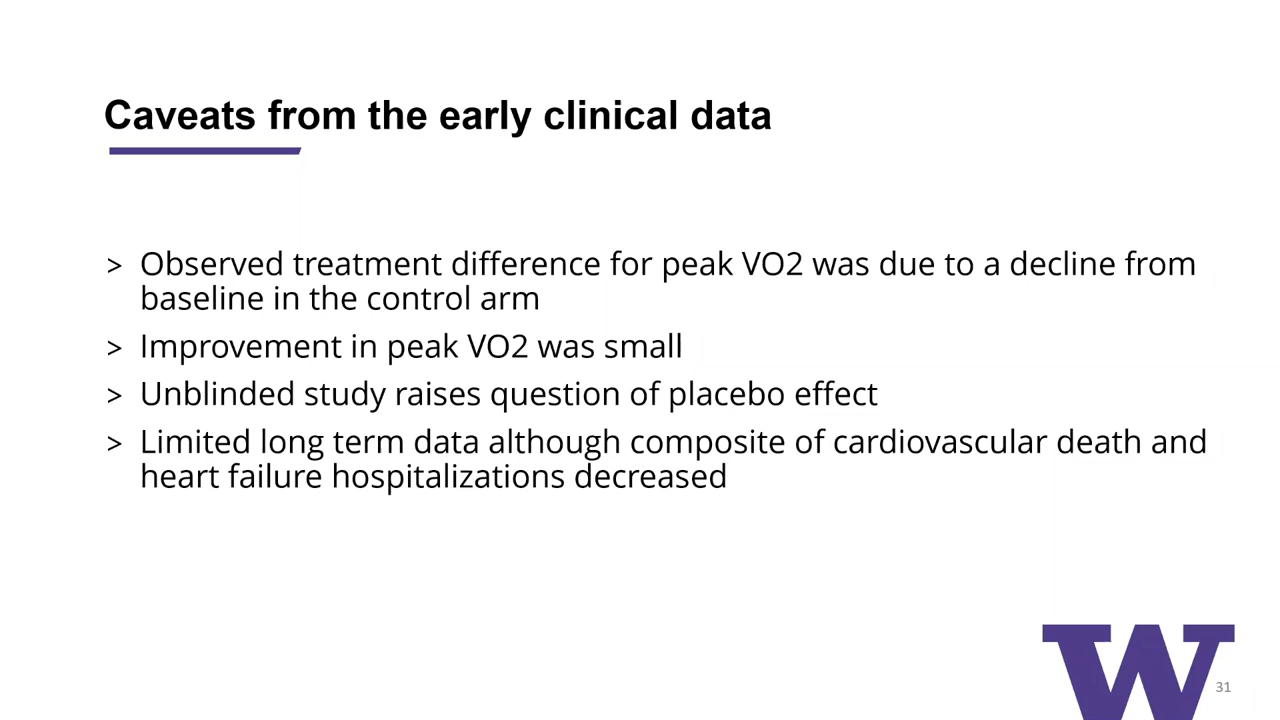 Caveats from the early clinical data
> Observed treatment difference for peak VO2 was due to a decline from
baseline in the control arm
> Improvement in peak VO2 was small
> Unblinded study raises question of placebo effect
> Limited long term data although composite of cardiovascular death and
heart failure hospitalizations decreased
W
31